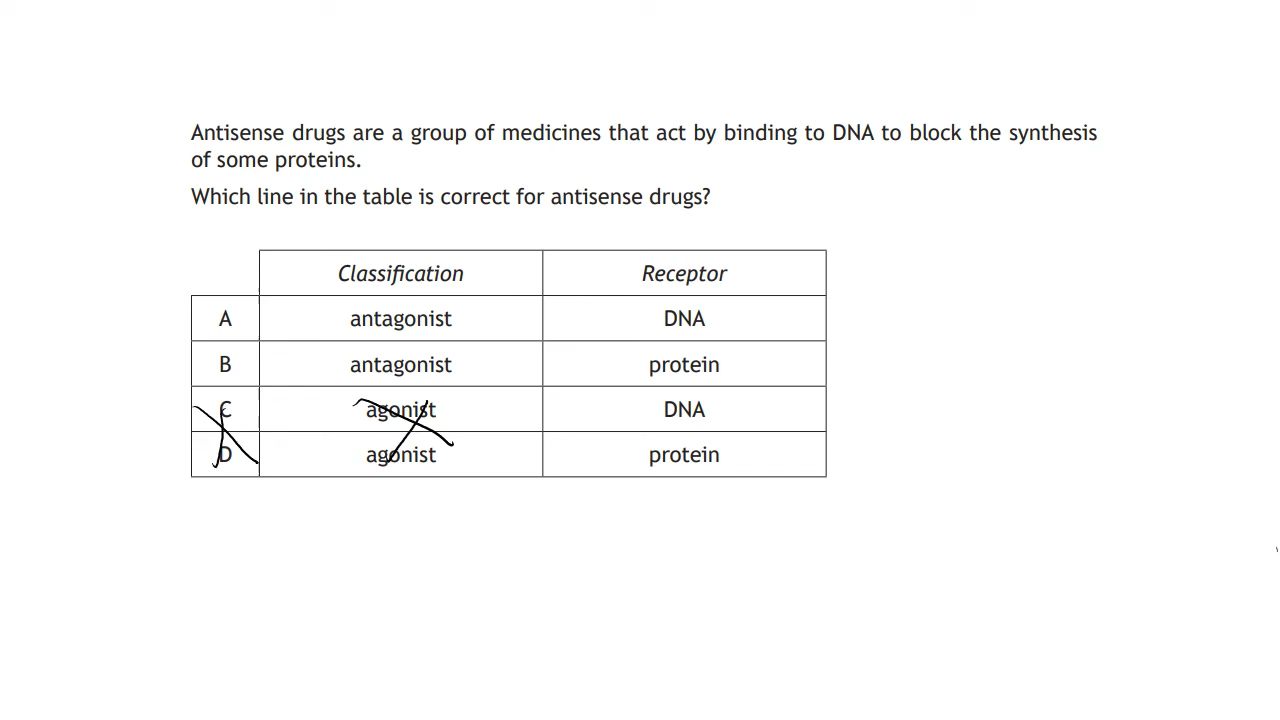 Antisense drugs are a group of medicines that act by binding to DNA to block the synthesis
of some proteins.
Which line in the table is correct for antisense drugs?
Classification Receptor
A antagonist DNA
B antagonist protein
C agonist DNA
D agonist protein